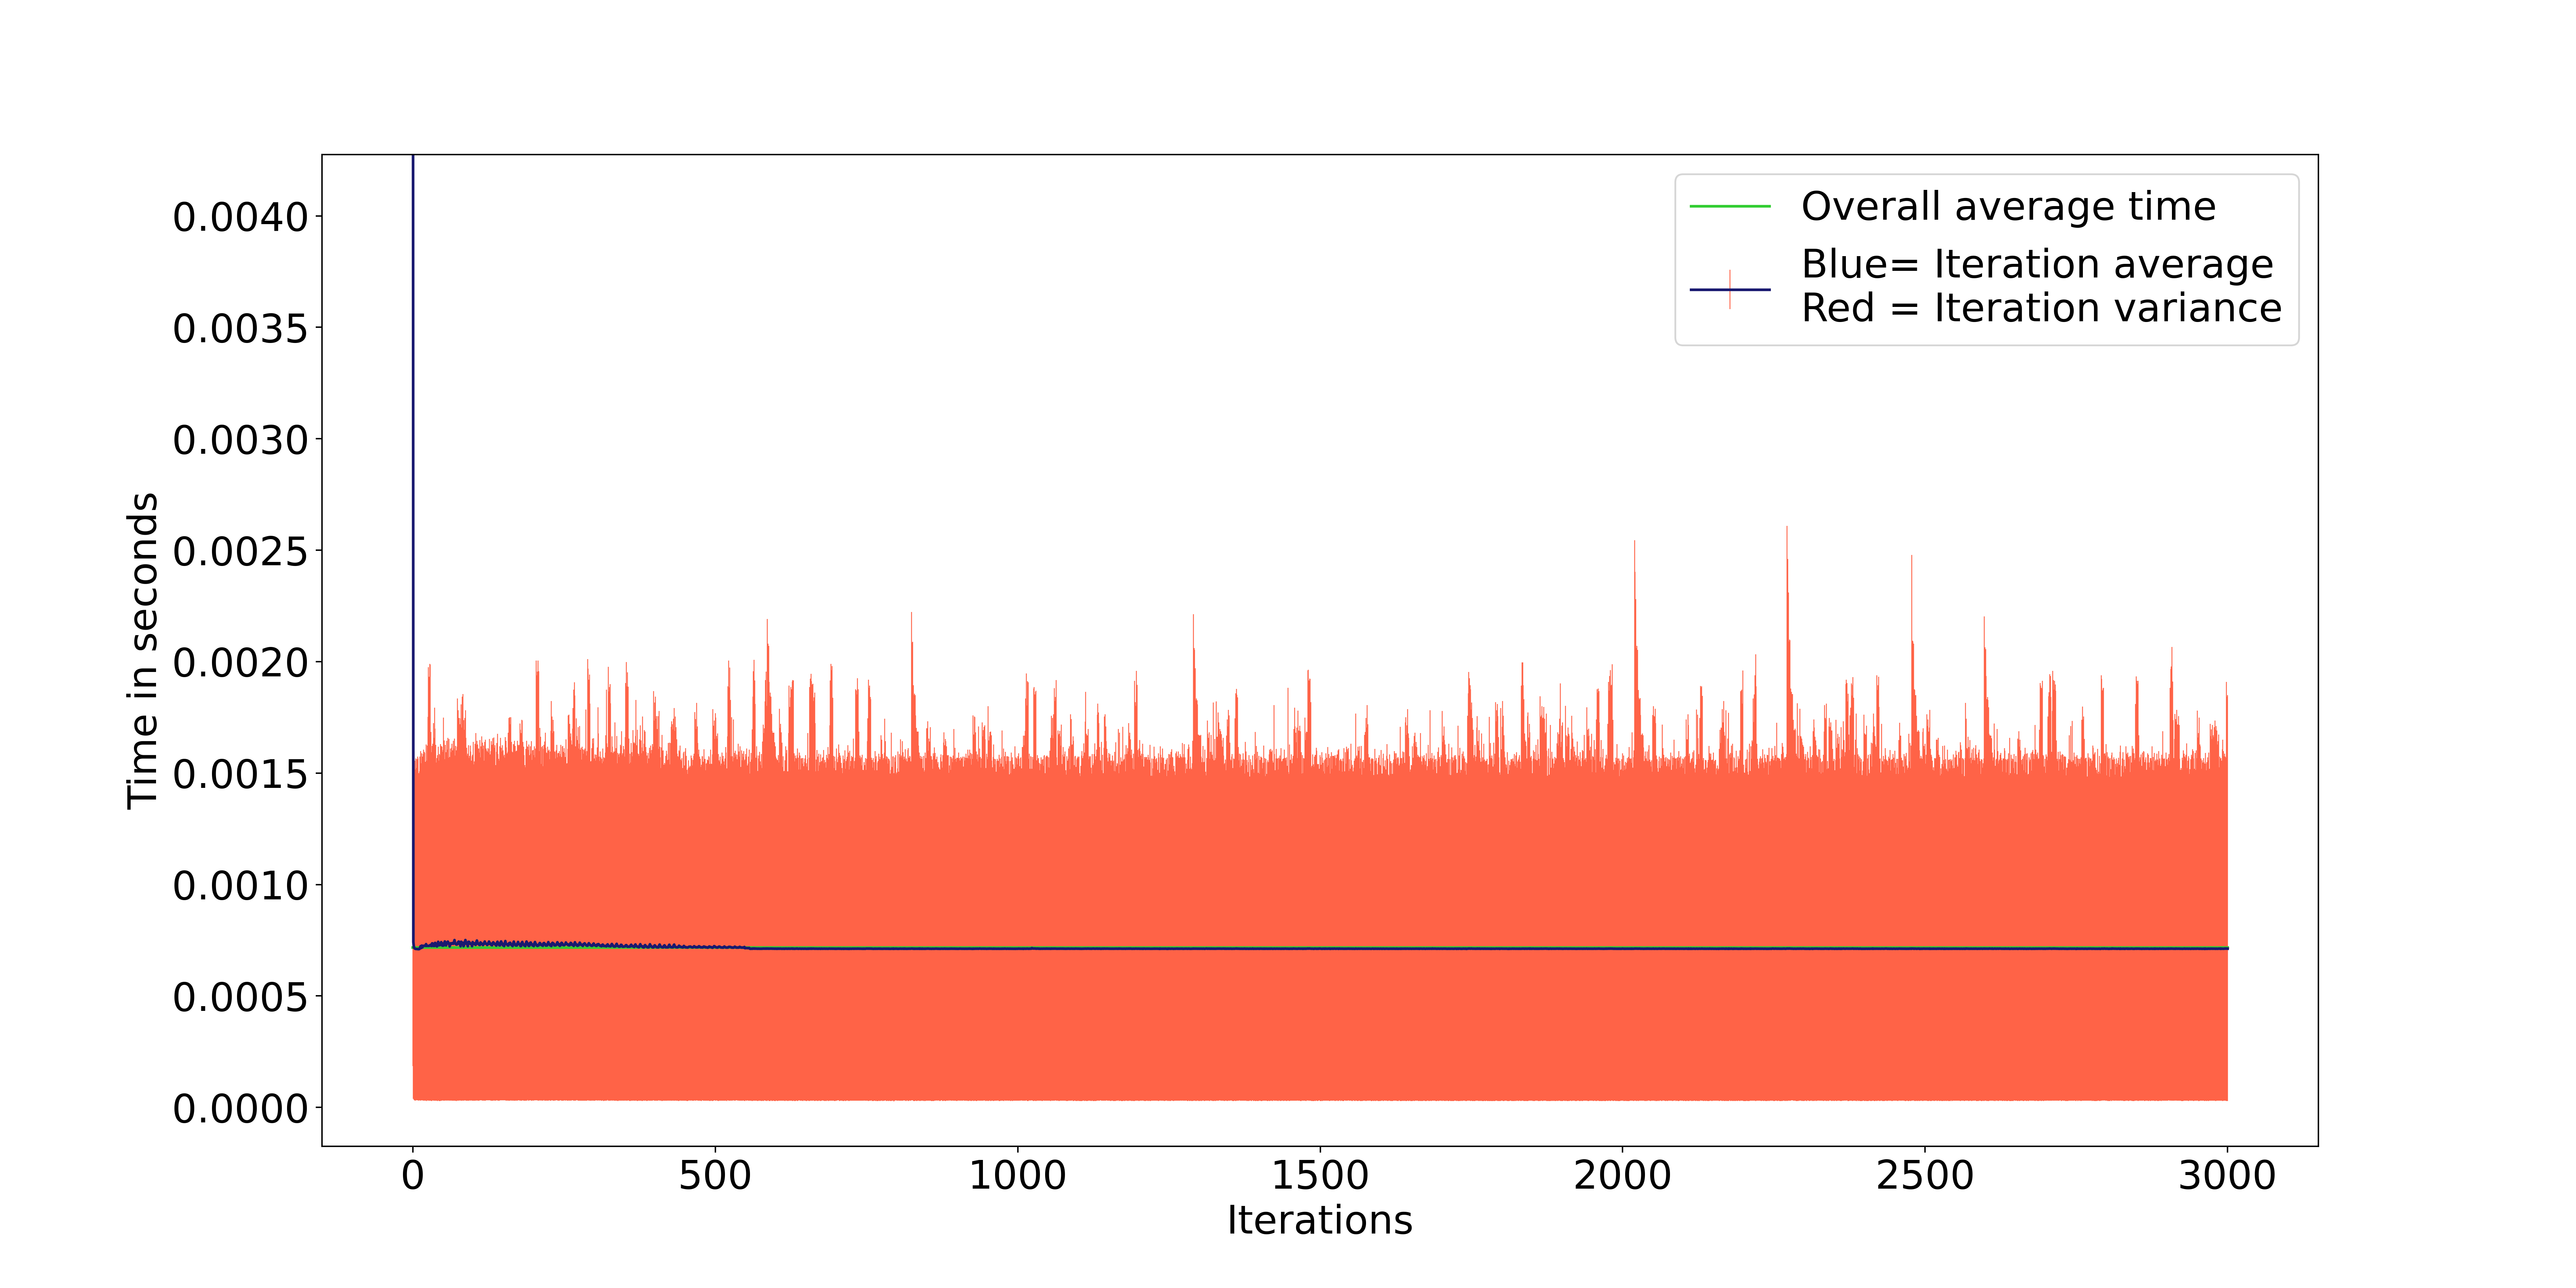 Overall average time
Blue= Iteration average
Red = Iteration variance
0.0040
0.0035
0.0030
0.0025
0.0020
0.0015
0.0010
0.0005
0.0000
Time in seconds
0 500 1000 1500 2000 2500 3000
Iterations